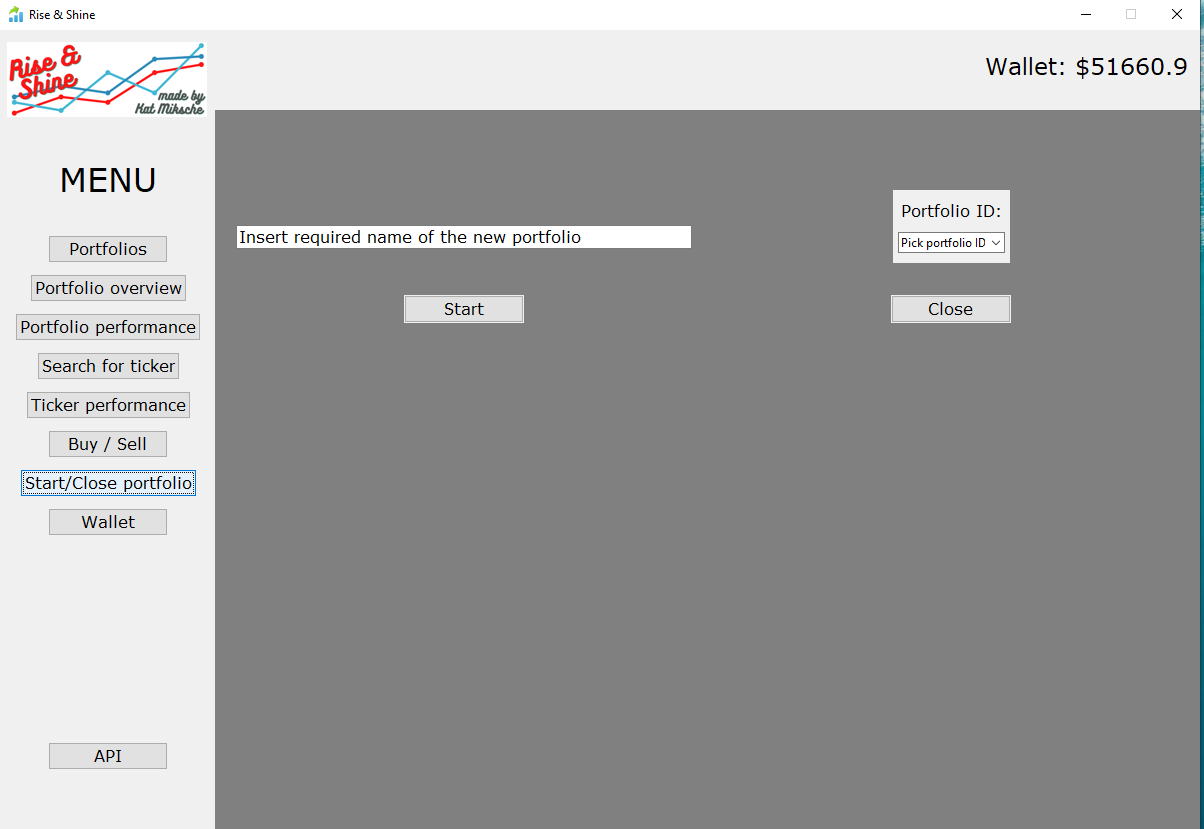 Rise & Shine
Rise &
Shine
made by
Kat Miksche
Wallet: $51660.9
MENU
Portfolios
Portfolio overview
Portfolio performance
Search for ticker
Ticker performance
Buy / Sell
Start/Close portfolio
Wallet
API
Insert required name of the new portfolio
Start
Portfolio ID:
Pick portfolio ID
Close